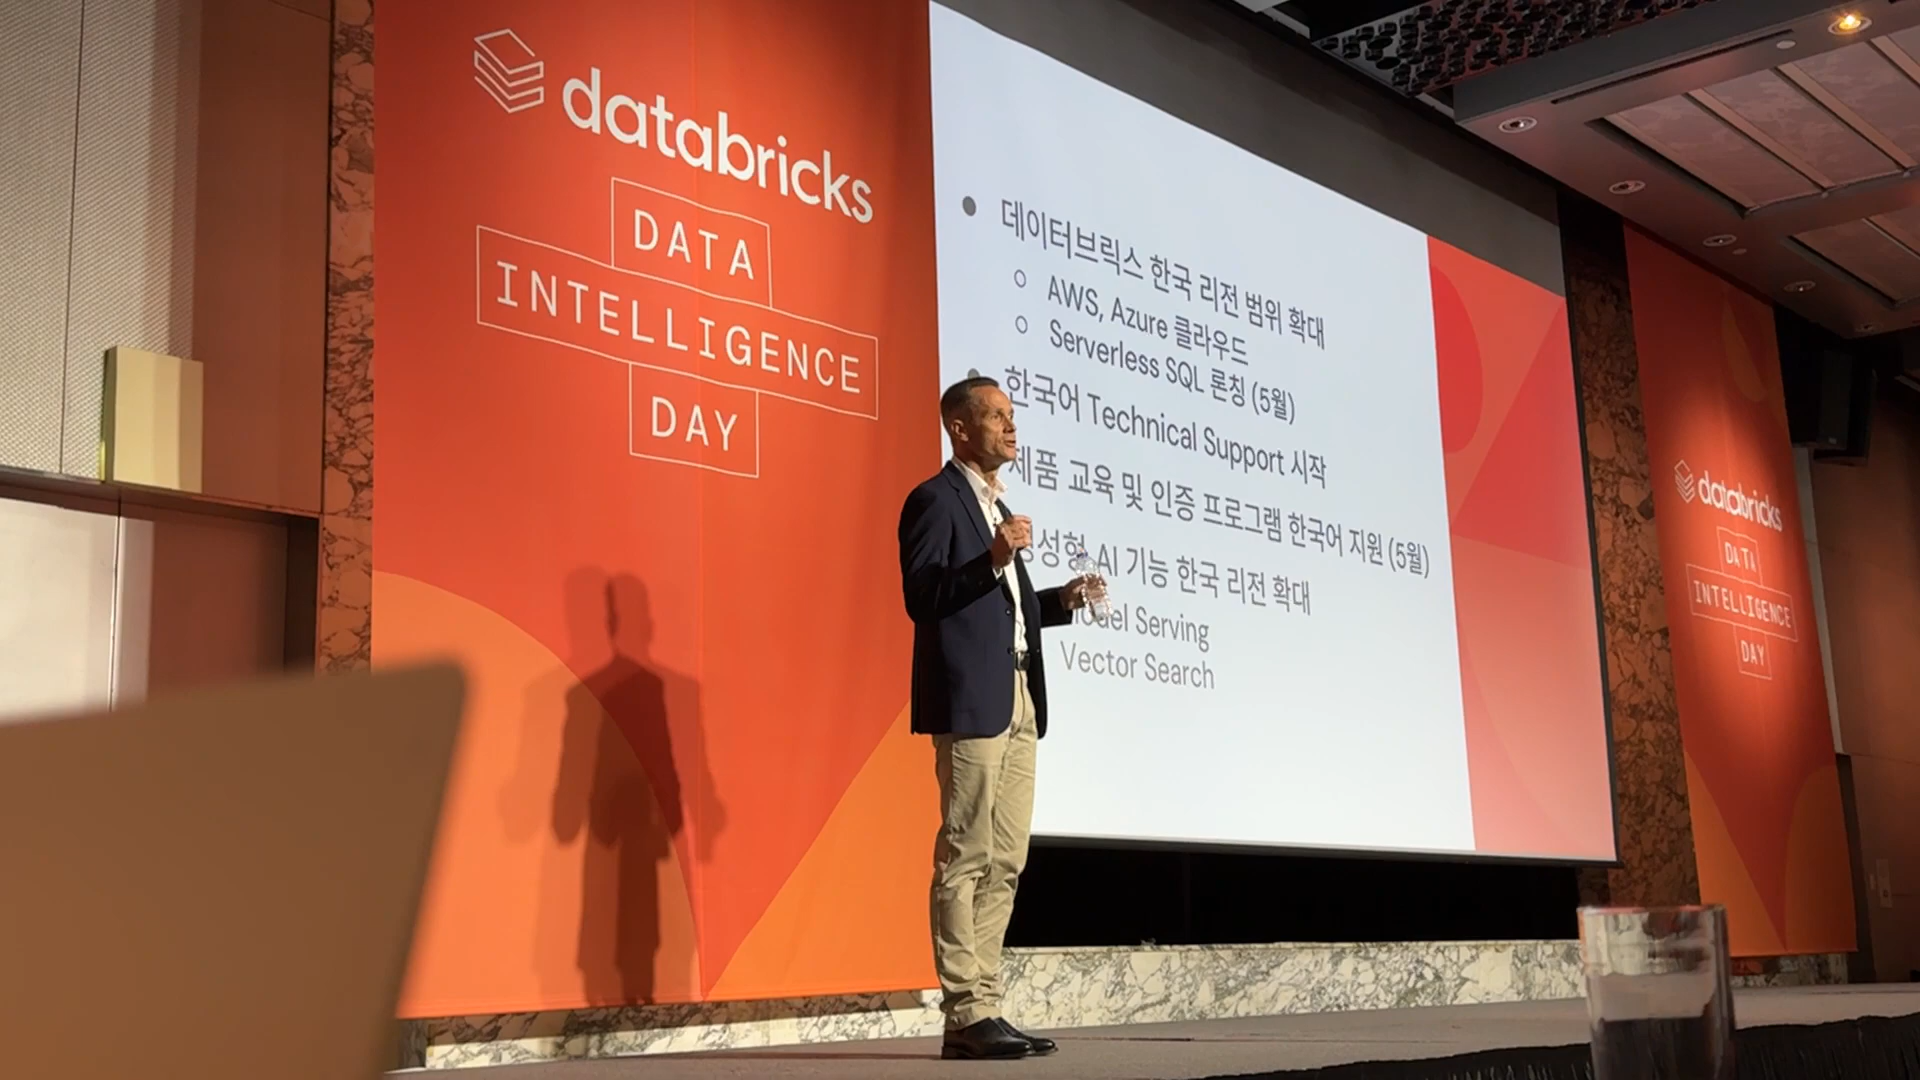 databricks
DATA
INTELLIGENCE
DAY
데이터브릭스 한국 리전 범위 확대
AWS, Azure 클라우드
Serverless SQL 론칭 (5월)
한국어 Technical Support 시작
제품 교육 및 인증 프로그램 한국어 지원 (5월)
AI 기능 한국 리전 확대
Serving
Vector Search
databricks
DATA
INTELLIGENCE
DAY